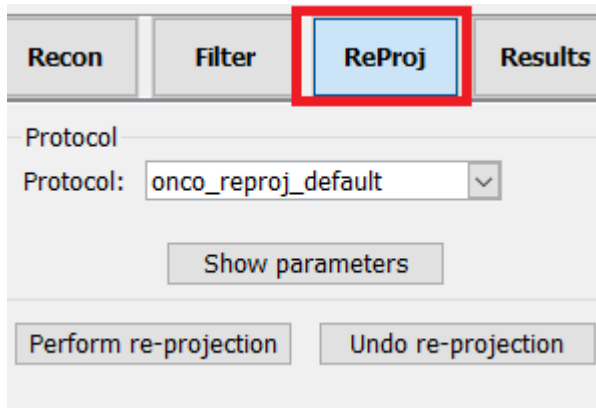 Recon Filter ReProj Results
Protocol
Protocol: onco_reproj_default
Show parameters
Perform re-projection Undo re-projection